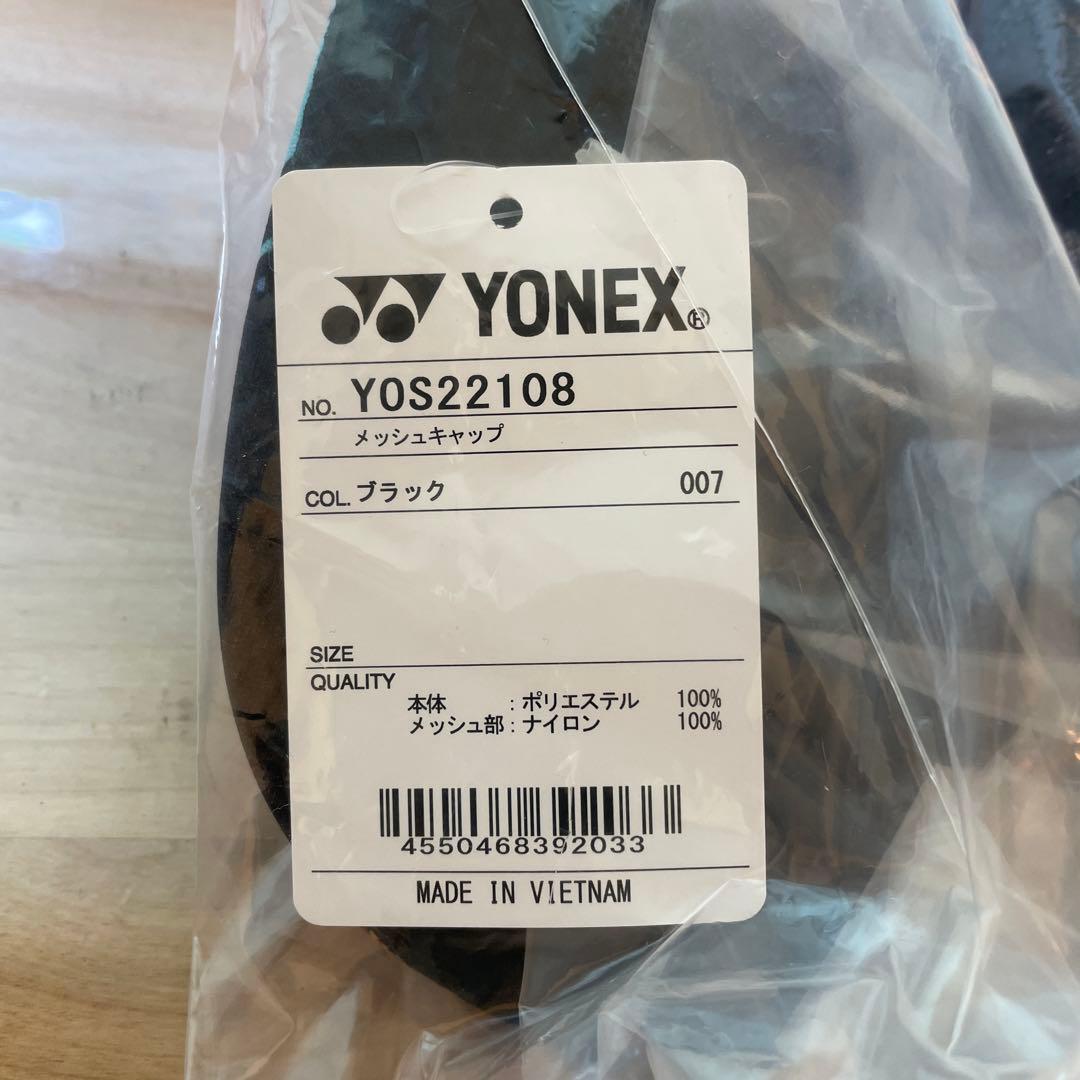 YONEX®
NO. YOS22108
メッシュキャップ
COL. ブラック 007
SIZE
QUALITY
本体 : ポリエステル 100%
メッシュ部 : ナイロン 100%
4550468392033
MADE IN VIETNAM